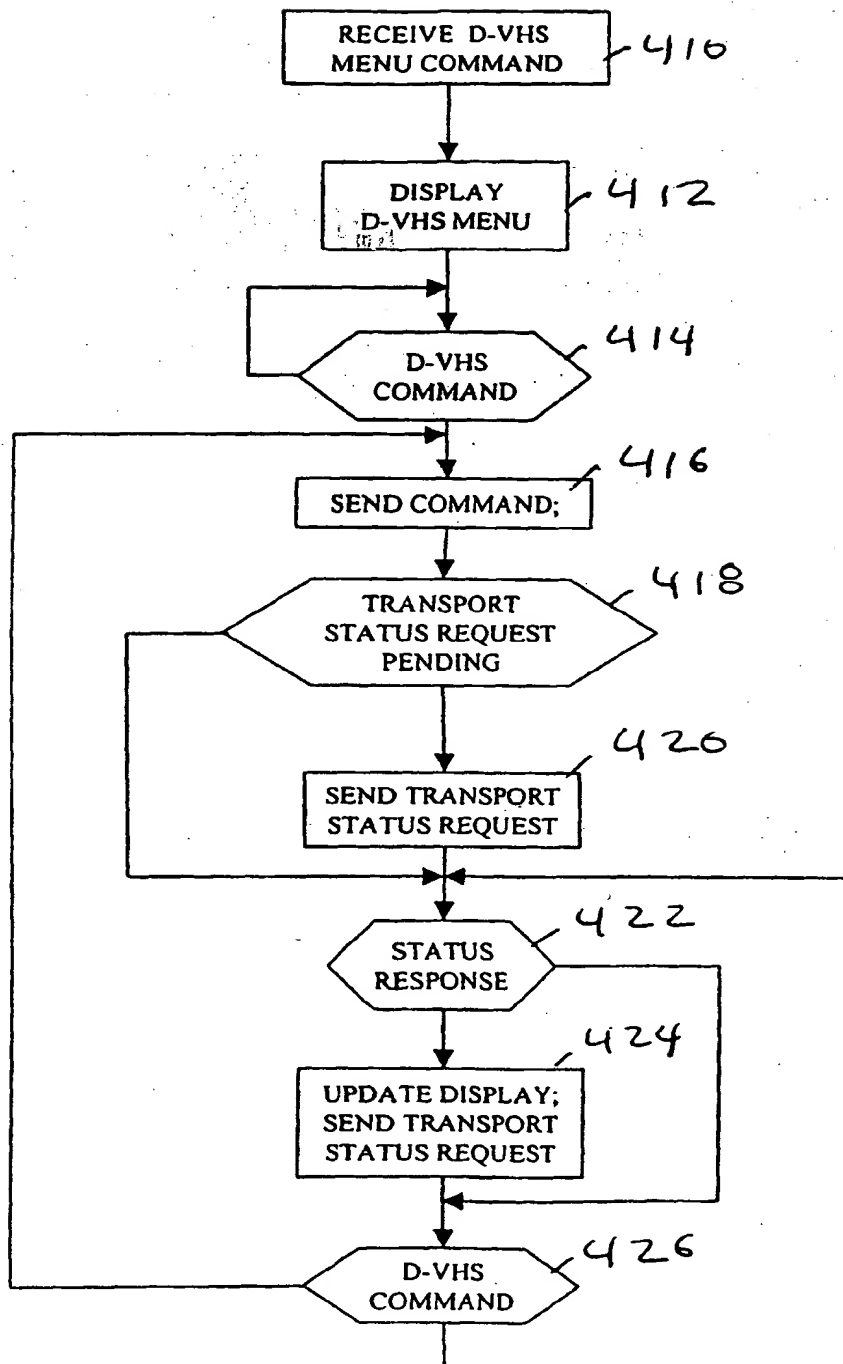 RECEIVE D-VHS
MENU COMMAND
410
DISPLAY
D-VHS MENU
412
D-VHS
COMMAND
414
SEND COMMAND;
416
TRANSPORT
STATUS REQUEST
PENDING
418
SEND TRANSPORT
STATUS REQUEST
420
STATUS
RESPONSE
422
UPDATE DISPLAY;
SEND TRANSPORT
STATUS REQUEST
424
D-VHS
COMMAND
426